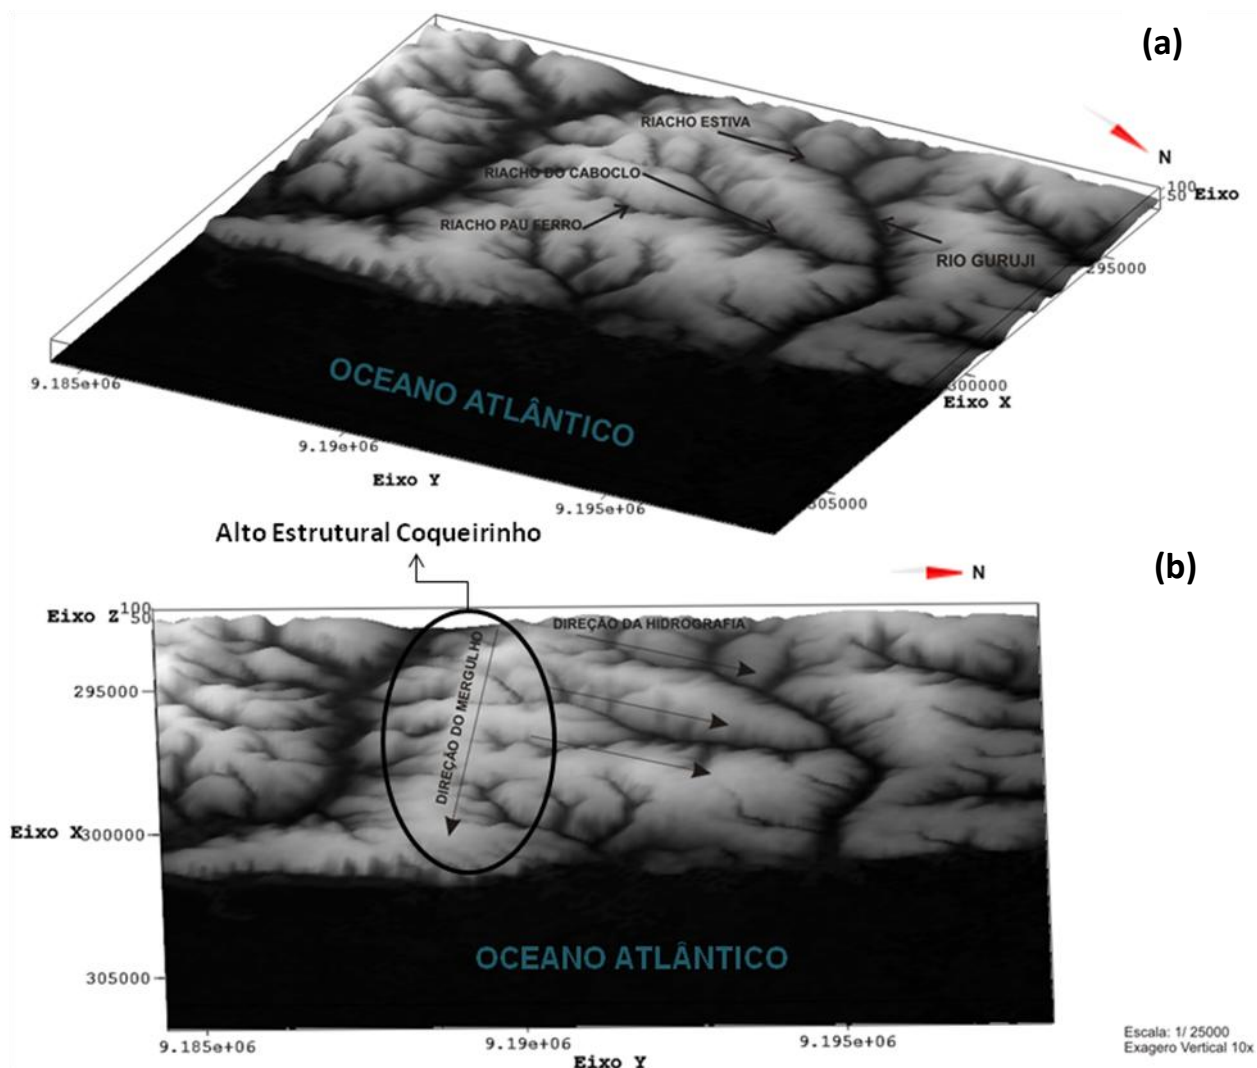 (a)
RIACHO ESTIVA
N
RIACHO DO CABOCLO
100
50 Eixo
RIACHO PAU FERRO
RIO GURUJI
295000
OCEANO ATLÂNTICO
9.185e+06
300000
Eixo X
9.19e+06
Eixo Y
305000
9.195e+06
Alto Estrutural Coqueirinho
(b)
N
Eixo Z
100
50
DIREÇÃO DA HIDROGRAFIA
DIREÇÃO DO MERGULHO
295000
Eixo X
300000
OCEANO ATLÂNTICO
305000
9.185e+06
9.19e+06
9.195e+06
Eixo Y
Escala: 1/ 25000
Exagero Vertical 10x